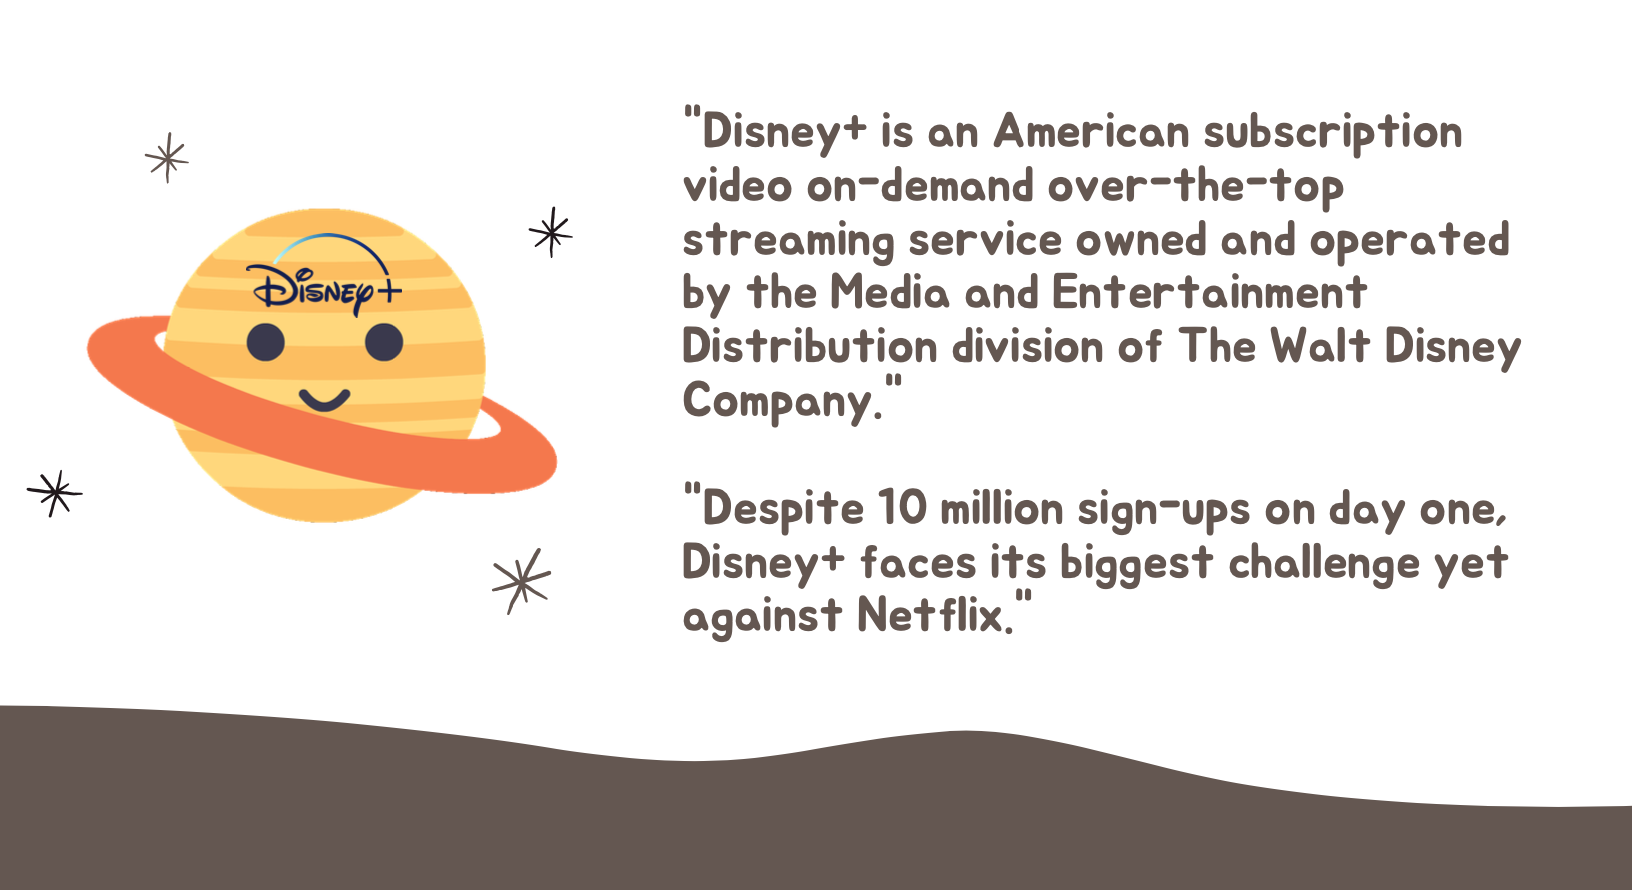 Disney+
"Disney+ is an American subscription
video on-demand over-the-top
streaming service owned and operated
by the Media and Entertainment
Distribution division of The Walt Disney
Company."
"Despite 10 million sign-ups on day one,
Disney+ faces its biggest challenge yet
against Netflix."